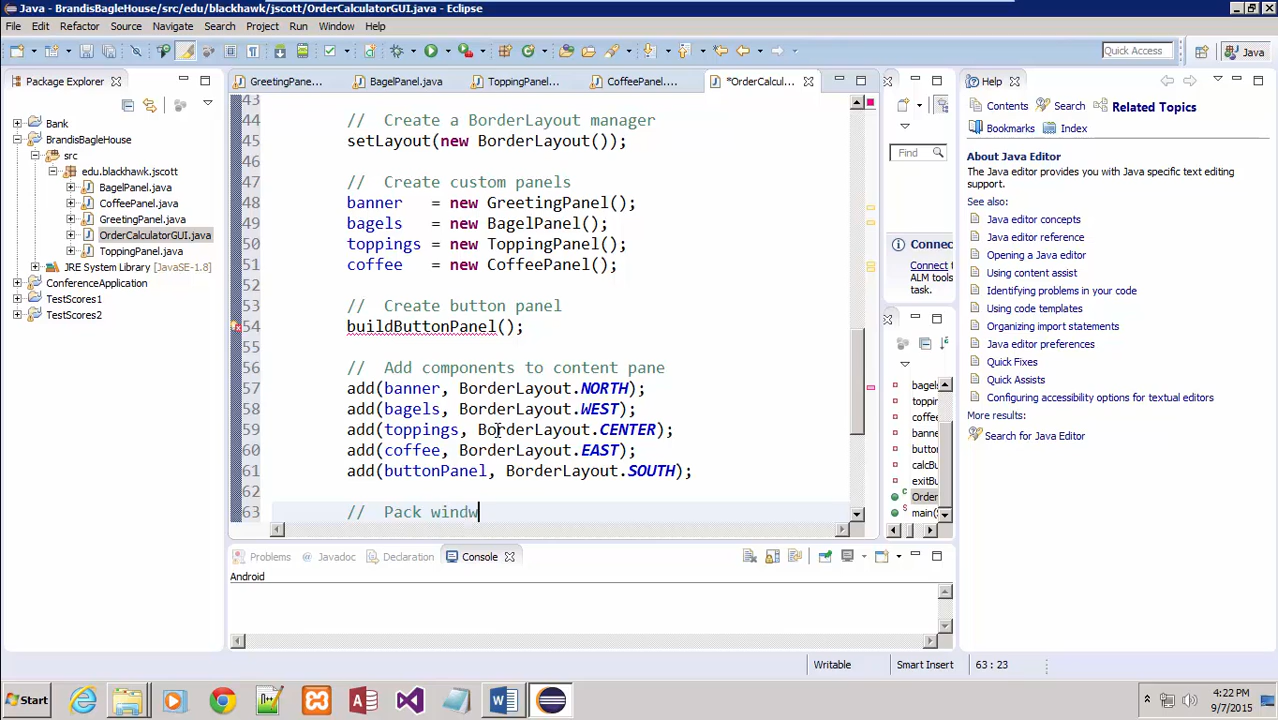 Java - BrandisBagleHouse/src/edu/blackhawk/jscott/OrderCalculatorGUI.java - Eclipse
File Edit Refactor Source Navigate Search Project Run Window Help
Quick Access
Java
Package Explorer
Bank
BrandisBagleHouse
src
edu.blackhawk.jscott
BagelPanel.java
CoffeePanel.java
GreetingPanel.java
OrderCalculatorGUI.java
ToppingPanel.java
JRE System Library [JavaSE-1.8]
ConferenceApplication
TestScores1
TestScores2
GreetingPane... BagelPanel.java ToppingPanel... CoffeePanel.... *OrderCalcul...
43
44 // Create a BorderLayout manager
45 setLayout(new BorderLayout());
46
47 // Create custom panels
48 banner = new GreetingPanel();
49 bagels = new BagelPanel();
50 toppings = new ToppingPanel();
51 coffee = new CoffeePanel();
52
53 // Create button panel
54 buildButtonPanel();
55
56 // Add components to content pane
57 add(banner, BorderLayout.NORTH);
58 add(bagels, BorderLayout.WEST);
59 add(toppings, BorderLayout.CENTER);
60 add(coffee, BorderLayout.EAST);
61 add(buttonPanel, BorderLayout.SOUTH);
62
63 // Pack windw
Problems Javadoc Declaration Console
Android
Find
Connec
Connect f
ALM tools
task.
bagels
toppin
coffee
banne
button
calcBu
exitBu
Order
main(
Help
Contents Search Related Topics
Bookmarks Index
About Java Editor
The Java editor provides you with Java specific text editing
support.
See also:
Java editor concepts
Java editor reference
Opening a Java editor
Using content assist
Identifying problems in your code
Using code templates
Organizing import statements
Java editor preferences
Quick Fixes
Quick Assists
Configuring accessibility options for textual editors
More results:
Search for Java Editor
Writable Smart Insert 63 : 23
Start
4:22 PM
9/7/2015